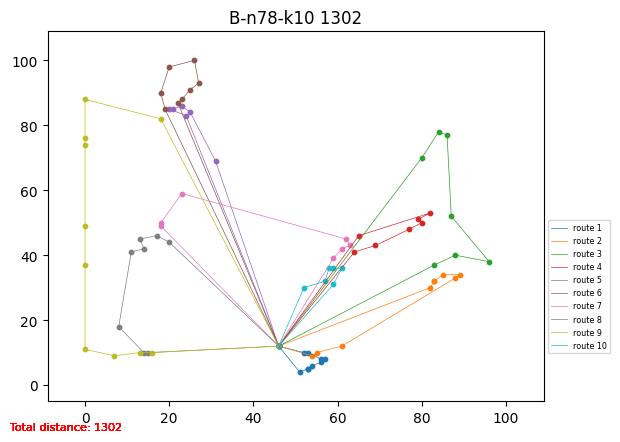 B-n78-k10 1302
100
80
60
40
20
0
0
20
40
60
80
100
route 1
route 2
route 3
route 4
route 5
route 6
route 7
route 8
route 9
route 10
Total distance: 1302